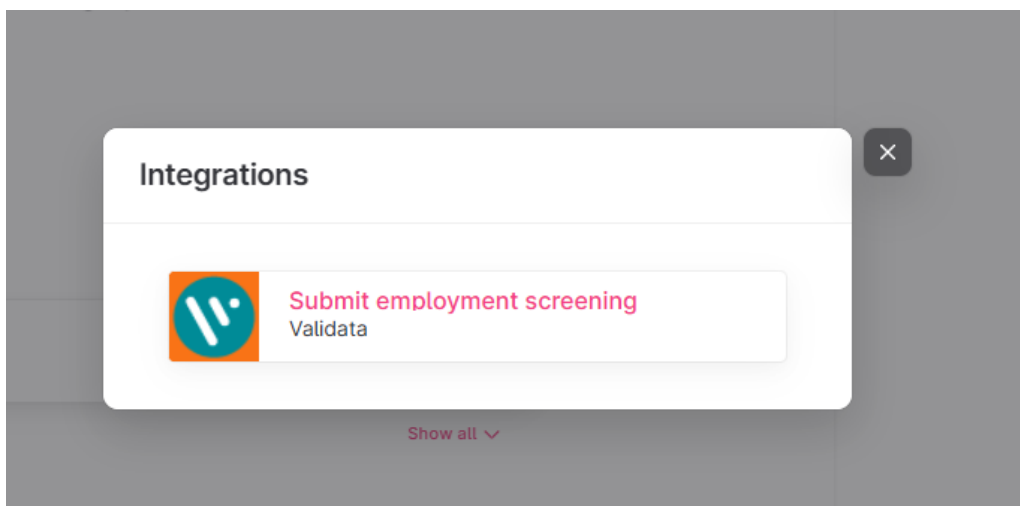 Integrations
Submit employment screening
Validata
Show all